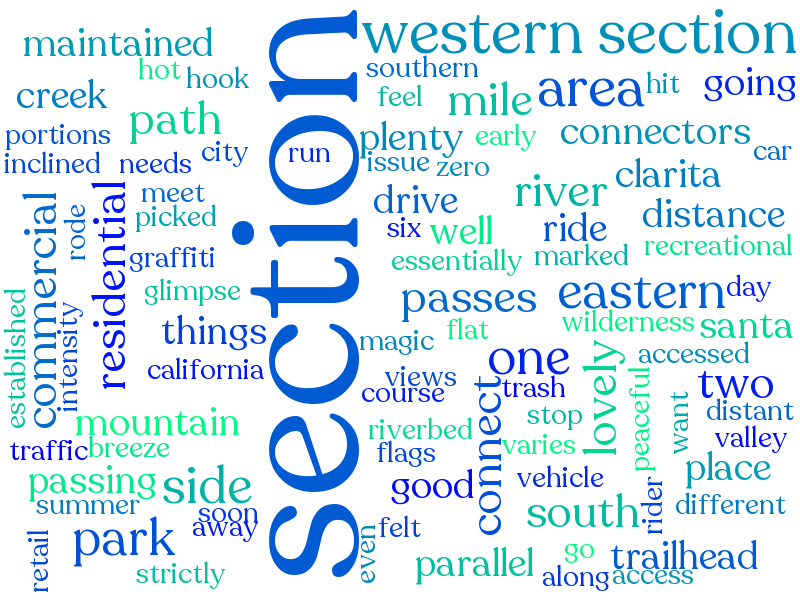 maintained
western section
hot
hook
southern
creek
feel
mile
area
hit
going
path
portions
plenty
early
connectors
car
inclined
needs
city
run
issue
zero
clarita
meet
drive
river
distance
picked
six
well
ride
recreational
rode
graffiti
essentially
marked
commercial
residential
section
glimpse
passes
eastern
day
established
intensity
things
magic
flat
wilderness
santa
california
views
one
accessed
course
trash
lovely
two
mountain
riverbed
connect
stop
peaceful
want
distant
traffic
breeze
flags
varies
valley
passing
side
good
vehicle
place
summer
soon
away
felt
south
rider
different
park
even
parallel
go
trailhead
retail
strictly
along
access